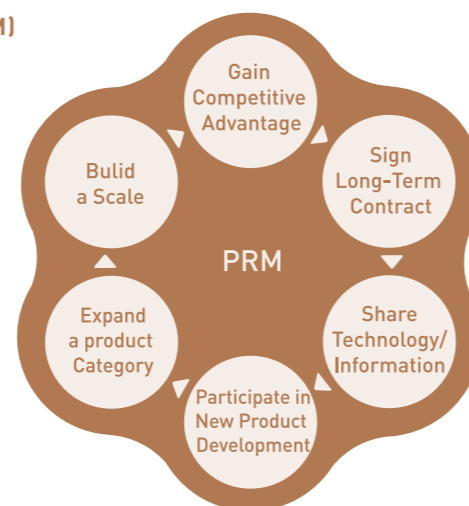 M)
Gain
Competitive
Advantage
Sign
Long-Term
Contract
Share
Technology/
Information
Participate in
New Product
Development
Expand
a product
Category
Bulid
a Scale
PRM